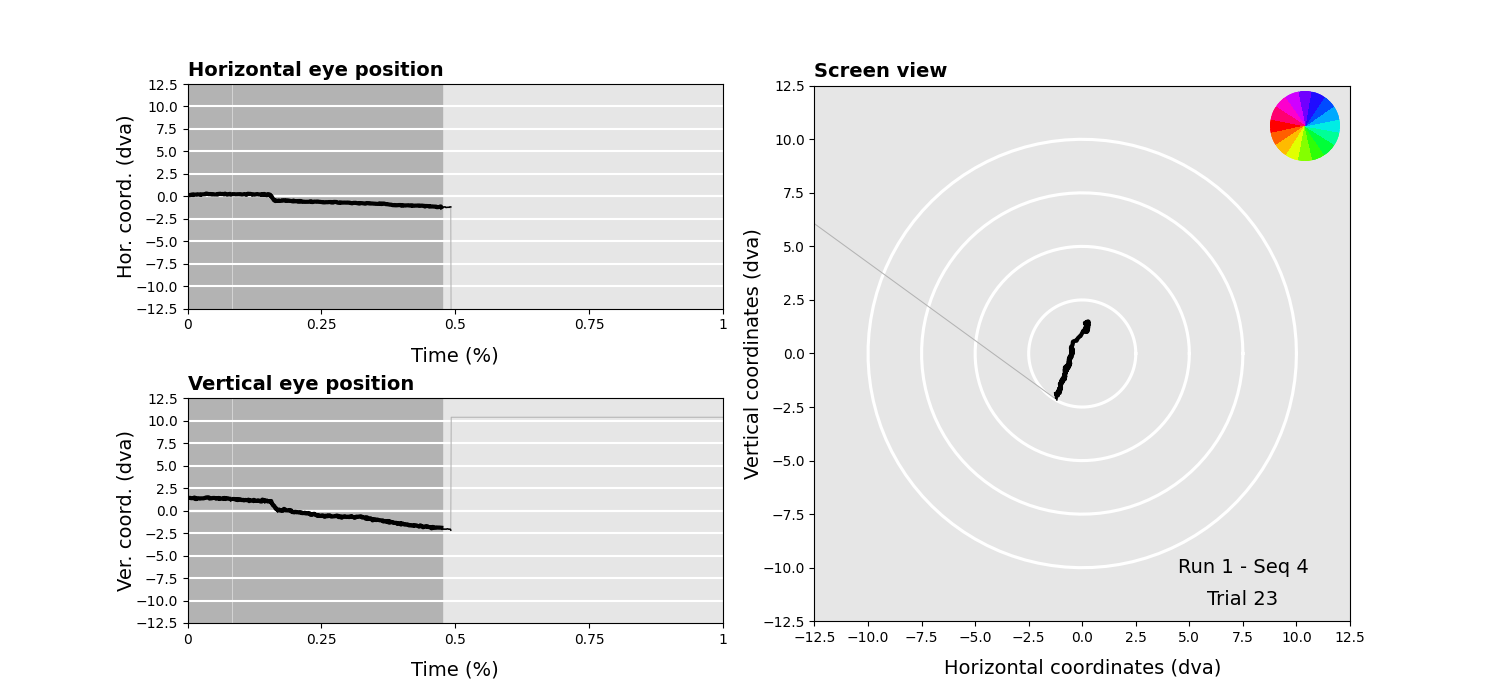 Horizontal eye position
12.5
10.0
7.5
5.0
2.5
0.0
−2.5
−5.0
−7.5
−10.0
−12.5
Hor. coord. (dva)
0 0.25 0.5 0.75 1
Time (%)
Vertical eye position
12.5
10.0
7.5
5.0
2.5
0.0
−2.5
−5.0
−7.5
−10.0
−12.5
Ver. coord. (dva)
0 0.25 0.5 0.75 1
Time (%)
Screen view
12.5
10.0
7.5
5.0
2.5
0.0
−2.5
−5.0
−7.5
−10.0
−12.5
Vertical coordinates (dva)
Run 1 - Seq 4
Trial 23
−12.5 −10.0 −7.5 −5.0 −2.5 0.0 2.5 5.0 7.5 10.0 12.5
Horizontal coordinates (dva)